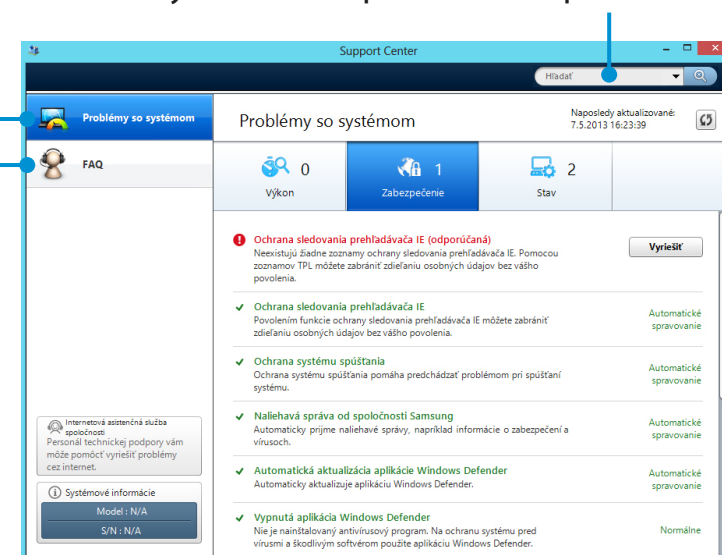 Support Center
Hľadať
Problémy so systémom
FAQ
Problémy so systémom
Naposledy aktualizované:
7.5.2013 16:23:39
0
Výkon
1
Zabezpečenie
2
Stav
Ochrana sledovania prehľadávača IE (odporúčaná)
Neexistujú žiadne zoznamy ochrany sledovania prehľadávača IE. Pomocou
zoznamov TPL môžete zabrániť zdieľaniu osobných údajov bez vášho
povolenia.
Vyriešiť
Ochrana sledovania prehľadávača IE
Povolením funkcie ochrany sledovania prehľadávača IE môžete zabrániť
zdieľaniu osobných údajov bez vášho povolenia.
Automatické
spravovanie
Ochrana systému spúšťania
Ochrana systému spúšťania pomáha predchádzať problémom pri spúšťaní
systému.
Automatické
spravovanie
Naliehavá správa od spoločnosti Samsung
Automaticky prijme naliehavé správy, napríklad informácie o zabezpečení a
vírusoch.
Automatické
spravovanie
Automatická aktualizácia aplikácie Windows Defender
Automaticky aktualizuje aplikáciu Windows Defender.
Automatické
spravovanie
Vypnutá aplikácia Windows Defender
Nie je nainštalovaný antivírusový program. Na ochranu systému pred
vírusmi a škodlivým softvérom použite aplikáciu Windows Defender.
Normálne
Internetová asistenčná služba
spoločnosti
Personál technickej podpory vám
môže pomôcť vyriešiť problémy
cez internet.
Systémové informácie
Model : N/A
S/N : N/A